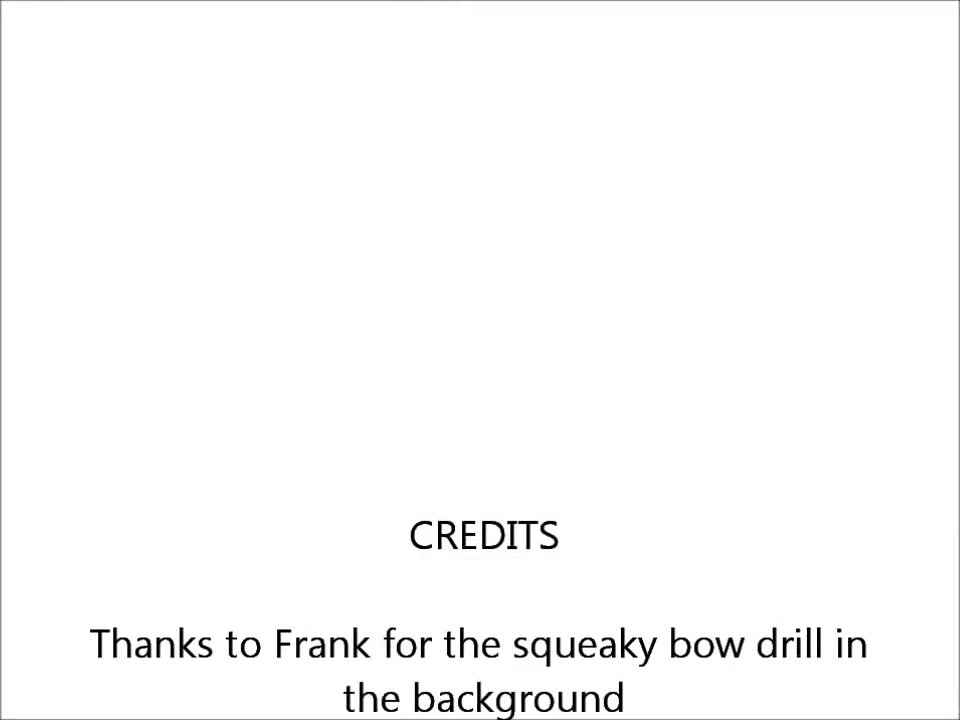 CREDITS
Thanks to Frank for the squeaky bow drill in
the background